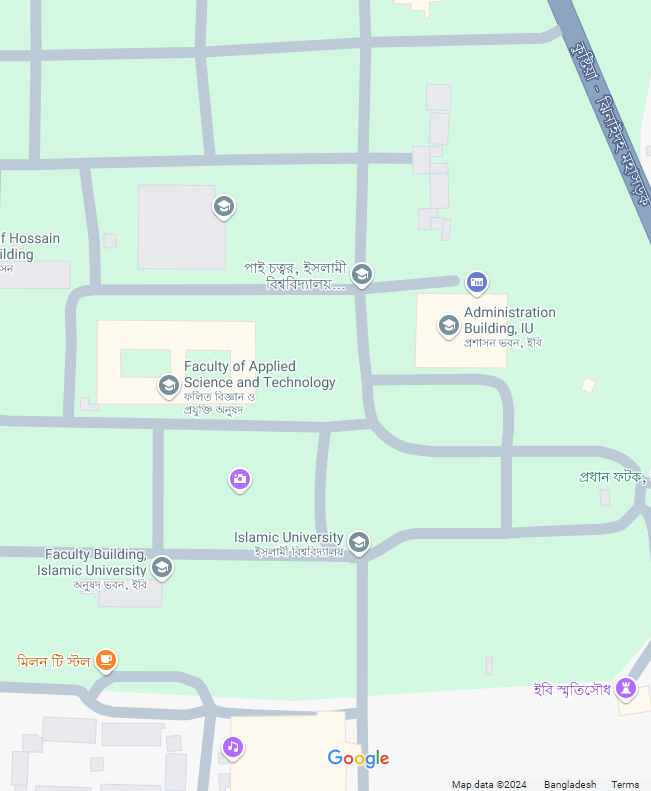 কুষ্টিয়া - ঝিনাইদহ মহাসড়ক
f Hossain
ilding
সন
পাই চত্বর, ইসলামী
বিশ্ববিদ্যালয়...
Administration
Building, IU
প্রশাসন ভবন, ইবি
Faculty of Applied
Science and Technology
ফলিত বিজ্ঞান ও
প্রযুক্তি অনুষদ
প্রধান ফটক,
Islamic University
ইসলামী বিশ্ববিদ্যালয়
Faculty Building,
Islamic University
অনুষদ ভবন, ইবি
মিলন টি স্টল
ইবি স্মৃতিসৌধ
Google
Map data ©2024 Bangladesh Terms